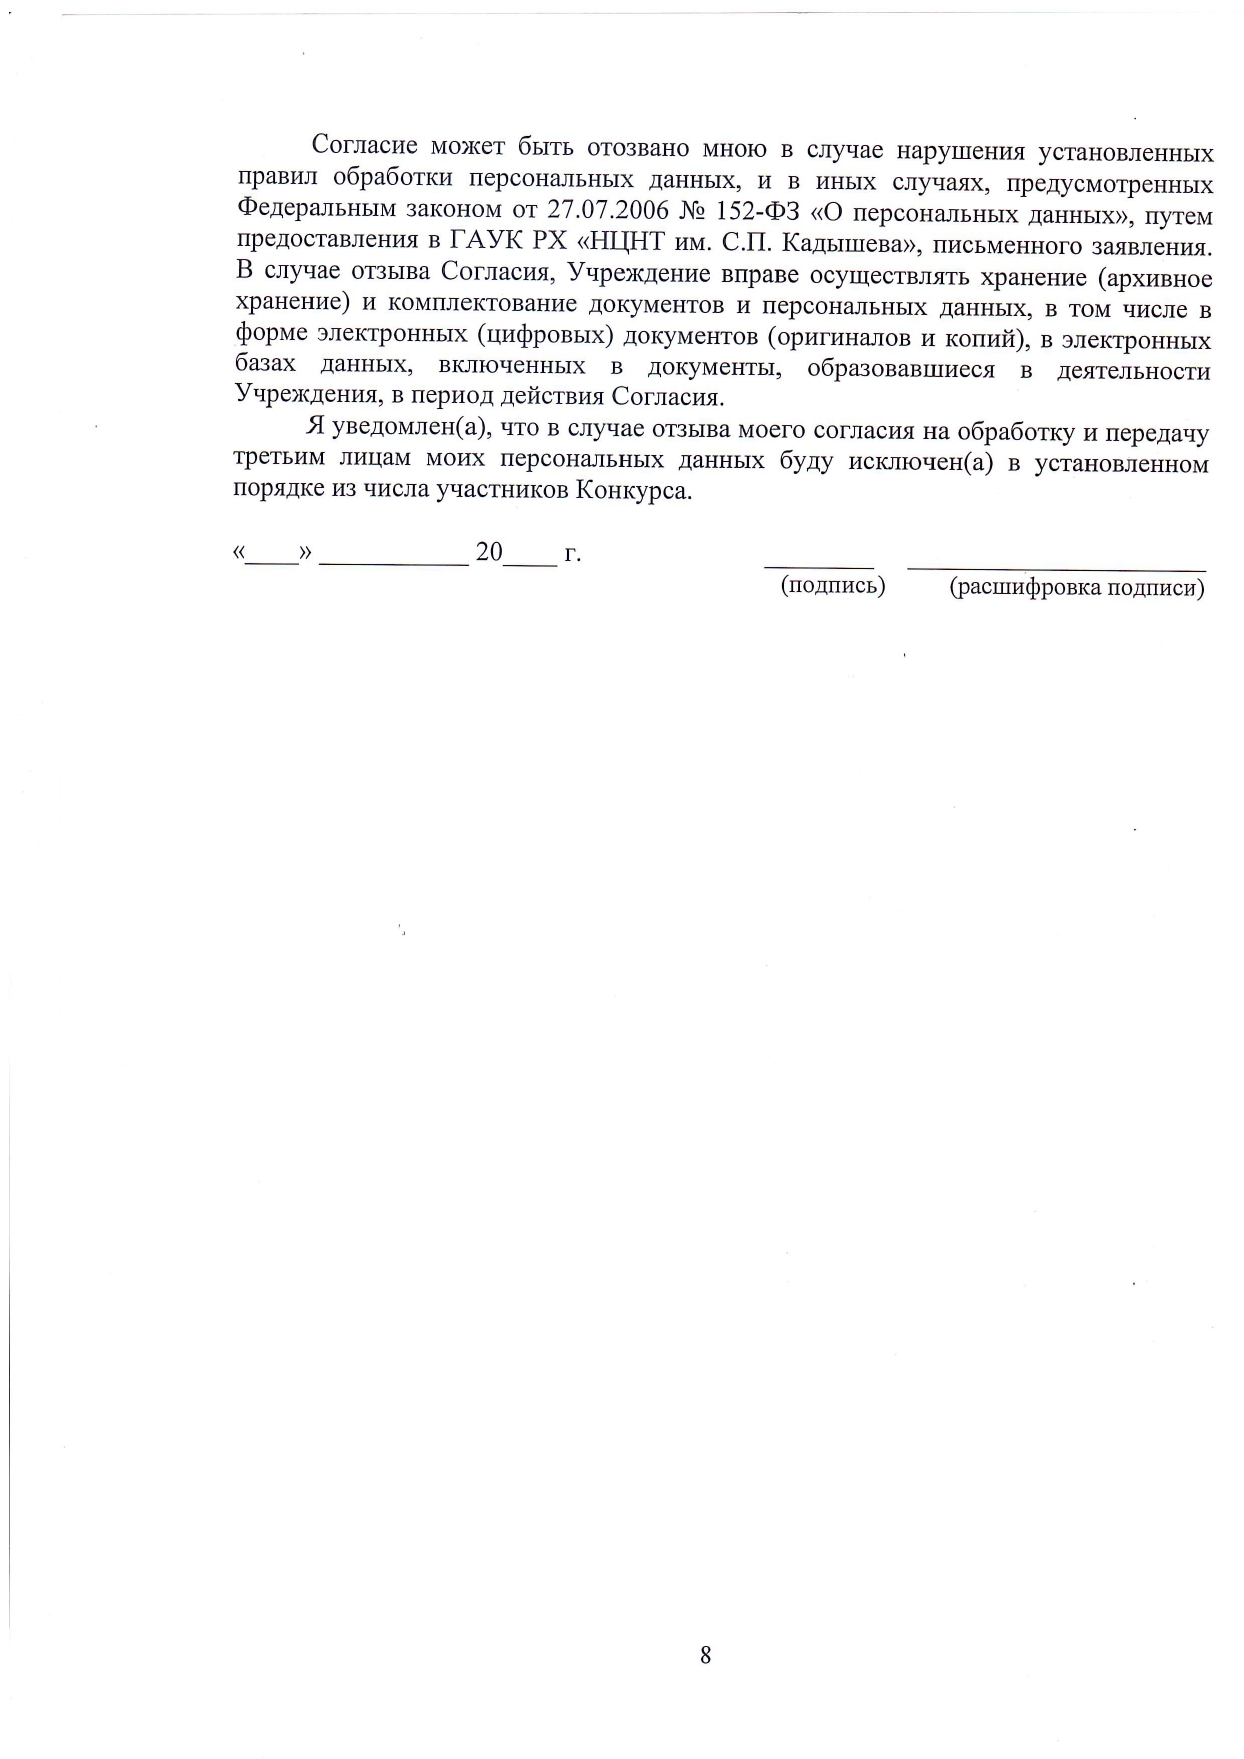 Согласие может быть отозвано мною в случае нарушения установленных
правил обработки персональных данных, и в иных случаях, предусмотренных
Федеральным законом от 27.07.2006 № 152-ФЗ «О персональных данных», путем
предоставления в ГАУК РХ «НЦНТ им. С.П. Кадышева», письменного заявления.
В случае отзыва Согласия, Учреждение вправе осуществлять хранение (архивное
хранение) и комплектование документов и персональных данных, в том числе в
форме электронных (цифровых) документов (оригиналов и копий), в электронных
базах данных, включенных в документы, образовавшиеся в деятельности
Учреждения, в период действия Согласия.
Я уведомлен(а), что в случае отзыва моего согласия на обработку и передачу
третьим лицам моих персональных данных буду исключен(а) в установленном
порядке из числа участников Конкурса.
«____» ___________ 20____ г. ________ ______________________
(подпись) (расшифровка подписи)
8